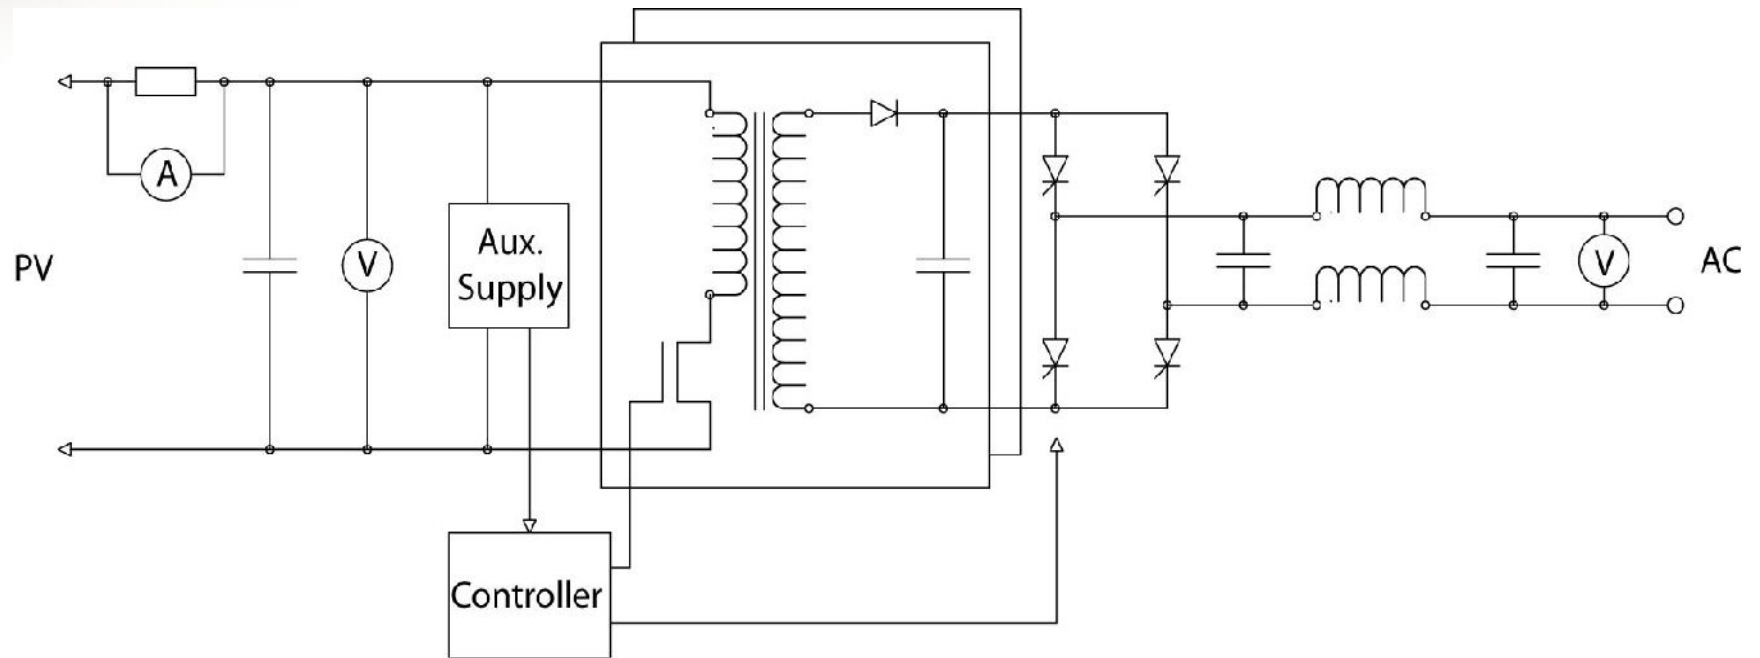 A
PV
V
Aux.
Supply
V
AC
Controller